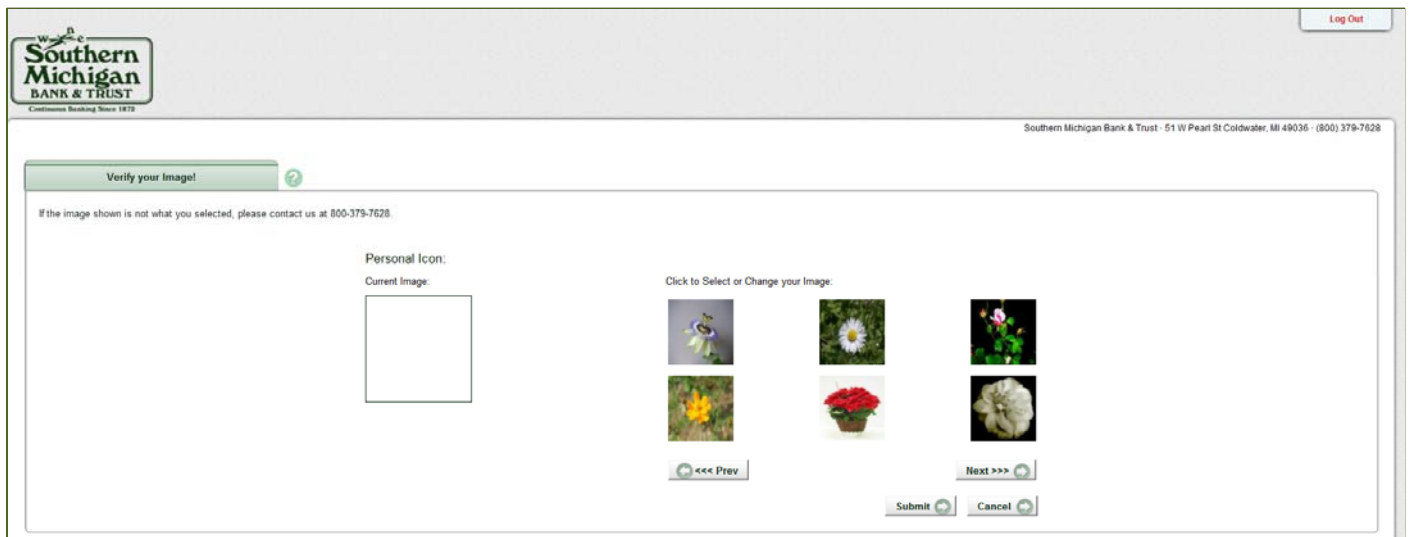 Log Out
W n e
Southern
Michigan
BANK & TRUST
Continuous Banking Since 1872
Southern Michigan Bank & Trust - 51 W Pearl St Coldwater, MI 49036 - (800) 379-7628
Verify your Image! ?
If the image shown is not what you selected, please contact us at 800-379-7628.
Personal Icon:
Current Image:
Click to Select or Change your Image:
<<< Prev
Next >>>
Submit
Cancel